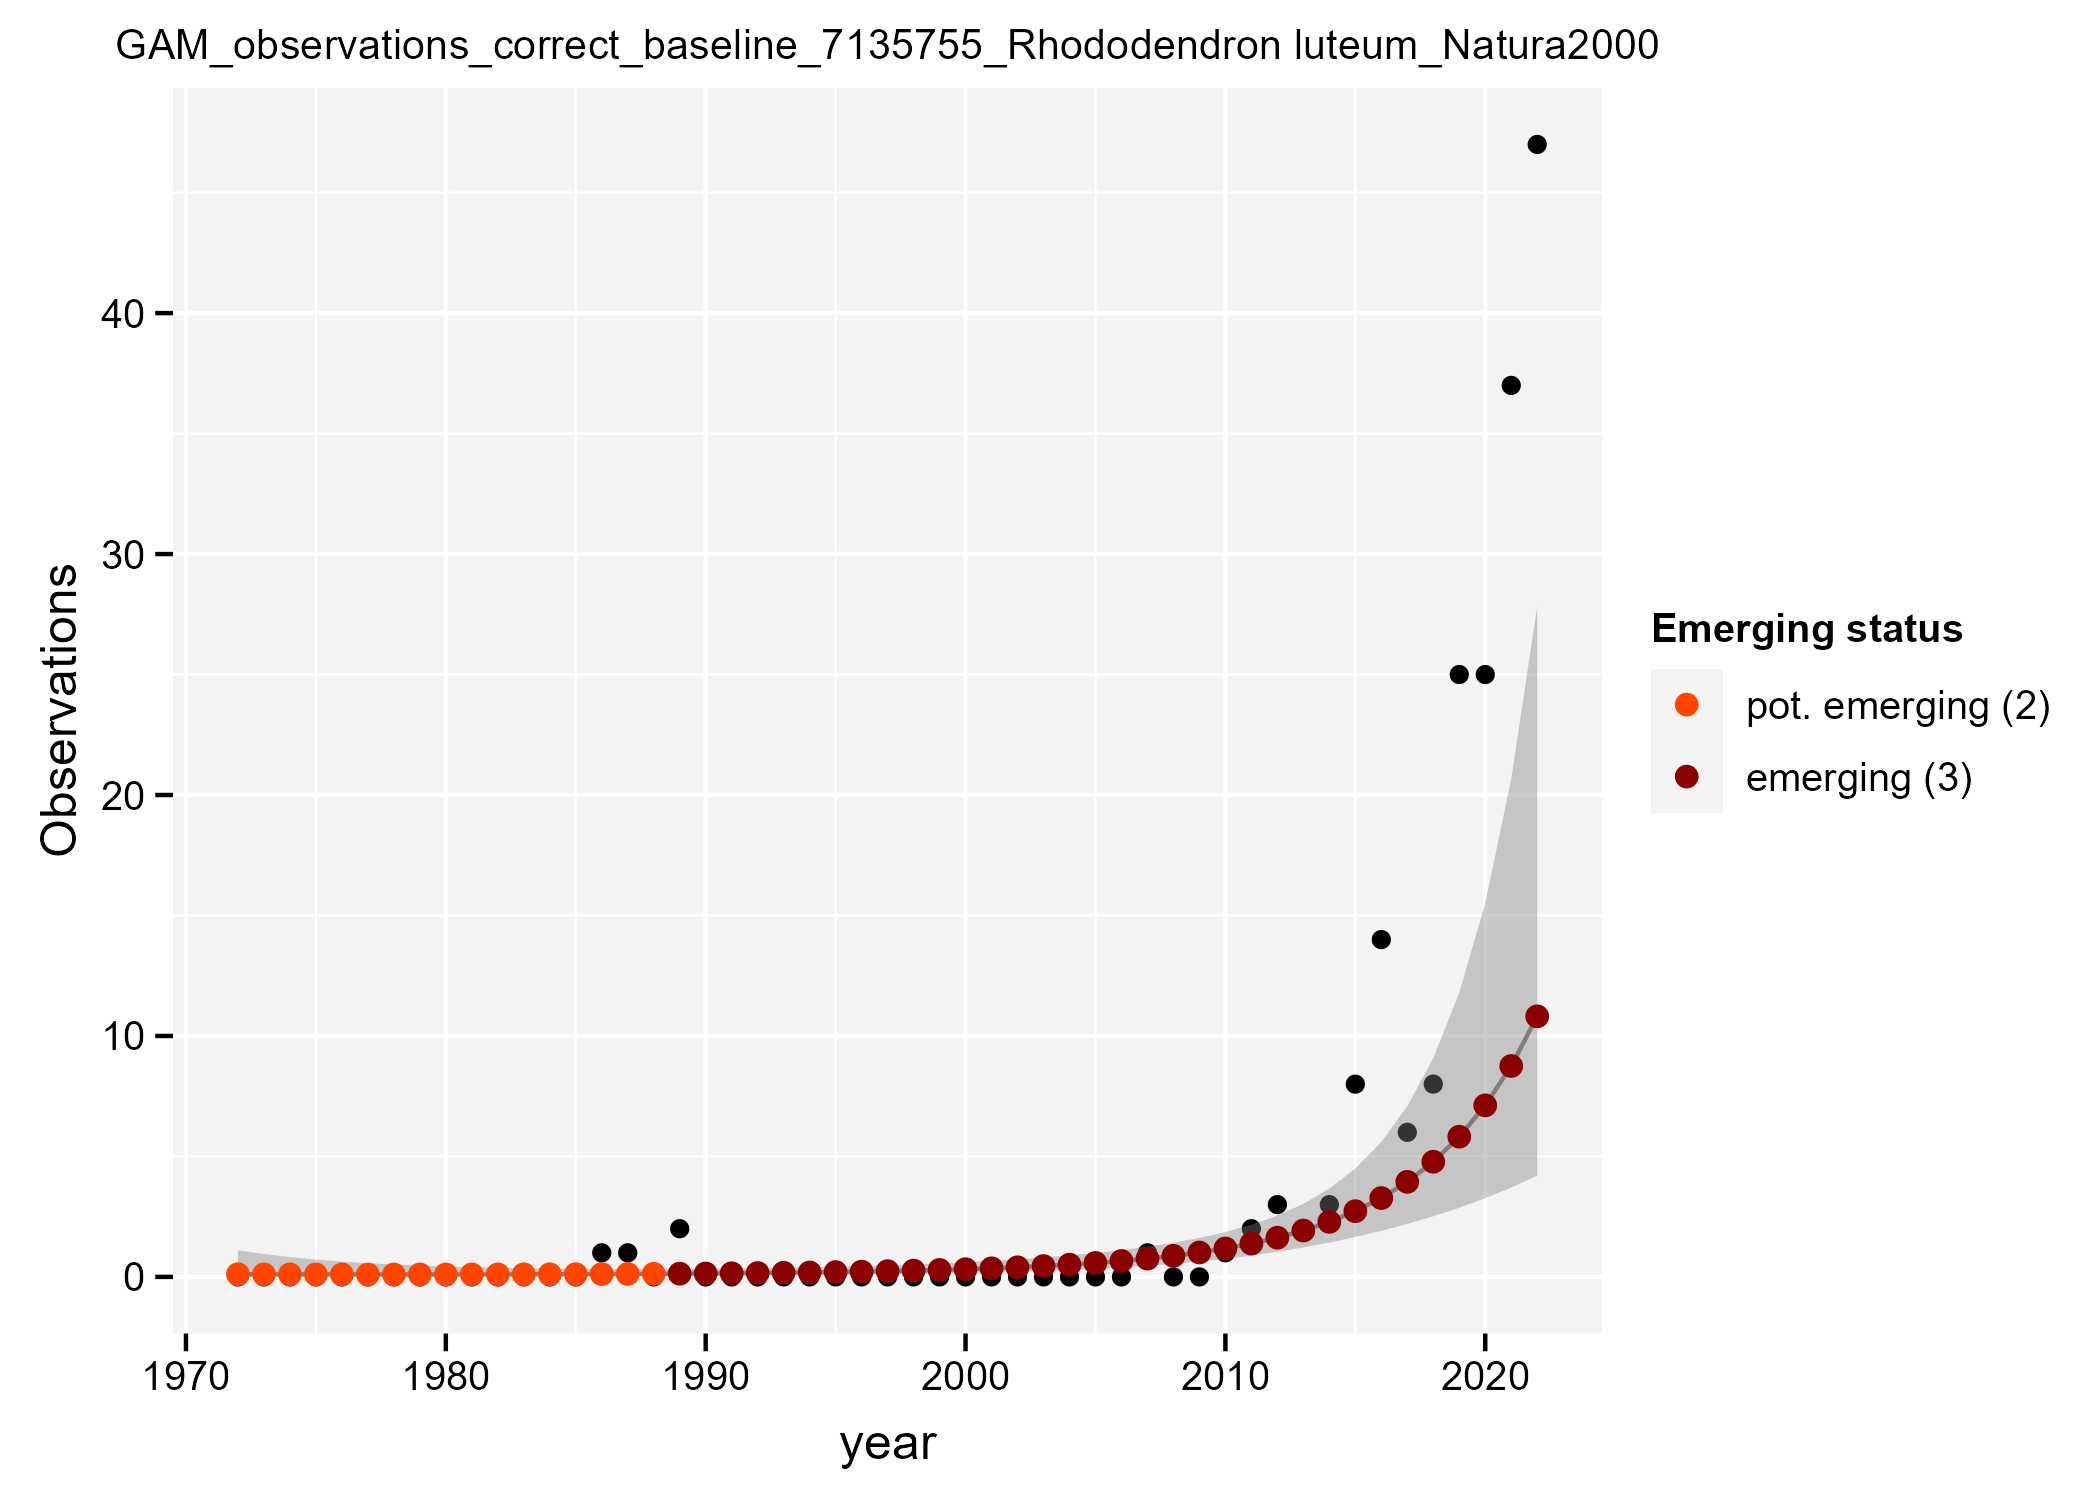 GAM_observations_correct_baseline_7135755_Rhododendron luteum_Natura2000
Observations
40
30
20
10
0
1970 1980 1990 2000 2010 2020
year
Emerging status
pot. emerging (2)
emerging (3)